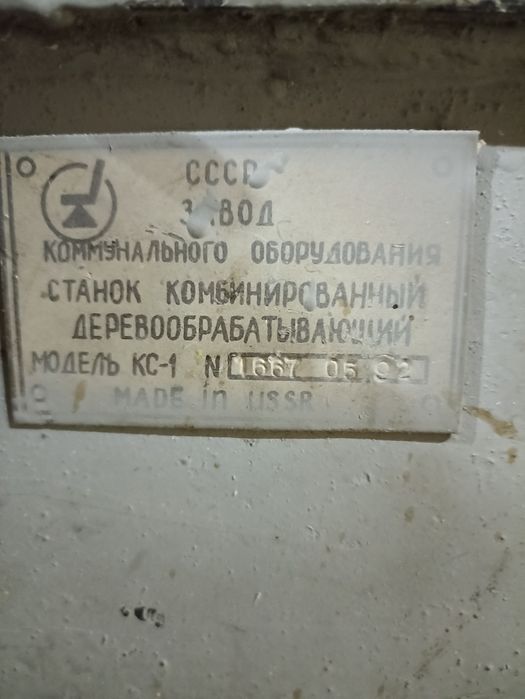 СССР
ЗАВОД
КОММУНАЛЬНОГО ОБОРУДОВАНИЯ
СТАНОК КОМБИНИРОВАННЫЙ
ДЕРЕВООБРАБАТЫВАЮЩИЙ
МОДЕЛЬ КС-1 N 1667 05 92
MADE in USSR